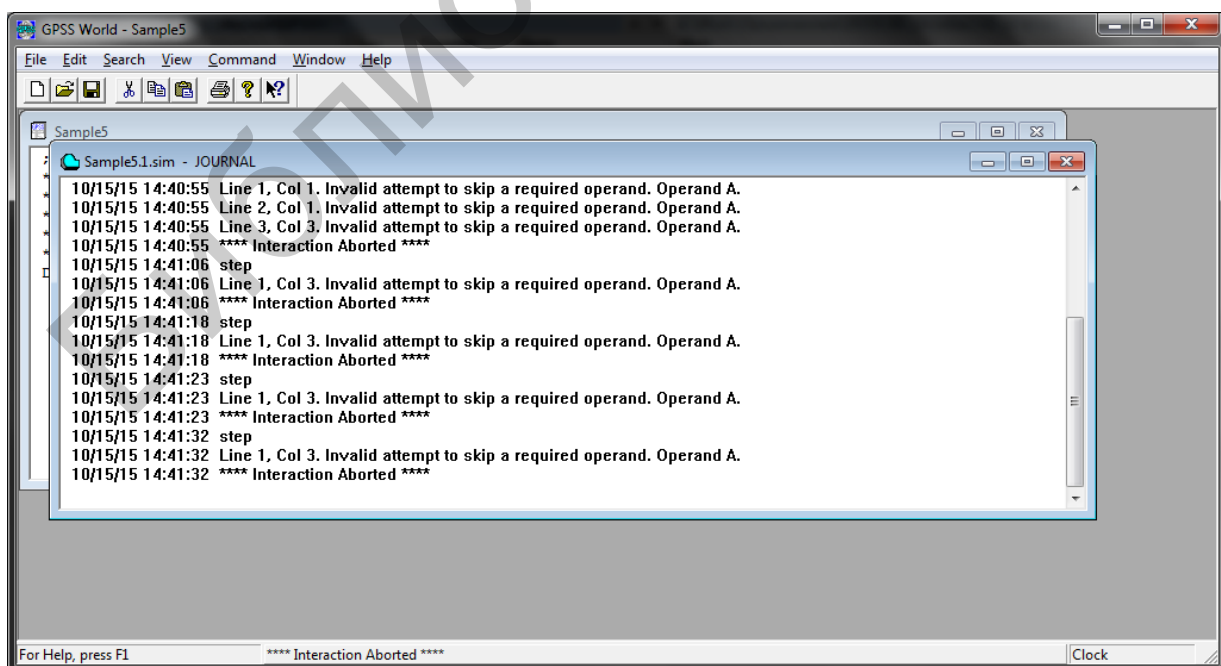 GPSS World - Sample5
File Edit Search View Command Window Help
Sample5
Sample5.1.sim - JOURNAL
10/15/15 14:40:55 Line 1, Col 1. Invalid attempt to skip a required operand. Operand A.
10/15/15 14:40:55 Line 2, Col 1. Invalid attempt to skip a required operand. Operand A.
10/15/15 14:40:55 Line 3, Col 3. Invalid attempt to skip a required operand. Operand A.
10/15/15 14:40:55 **** Interaction Aborted ****
10/15/15 14:41:06 step
10/15/15 14:41:06 Line 1, Col 3. Invalid attempt to skip a required operand. Operand A.
10/15/15 14:41:06 **** Interaction Aborted ****
10/15/15 14:41:18 step
10/15/15 14:41:18 Line 1, Col 3. Invalid attempt to skip a required operand. Operand A.
10/15/15 14:41:18 **** Interaction Aborted ****
10/15/15 14:41:23 step
10/15/15 14:41:23 Line 1, Col 3. Invalid attempt to skip a required operand. Operand A.
10/15/15 14:41:23 **** Interaction Aborted ****
10/15/15 14:41:32 step
10/15/15 14:41:32 Line 1, Col 3. Invalid attempt to skip a required operand. Operand A.
10/15/15 14:41:32 **** Interaction Aborted ****
For Help, press F1
**** Interaction Aborted ****
Clock